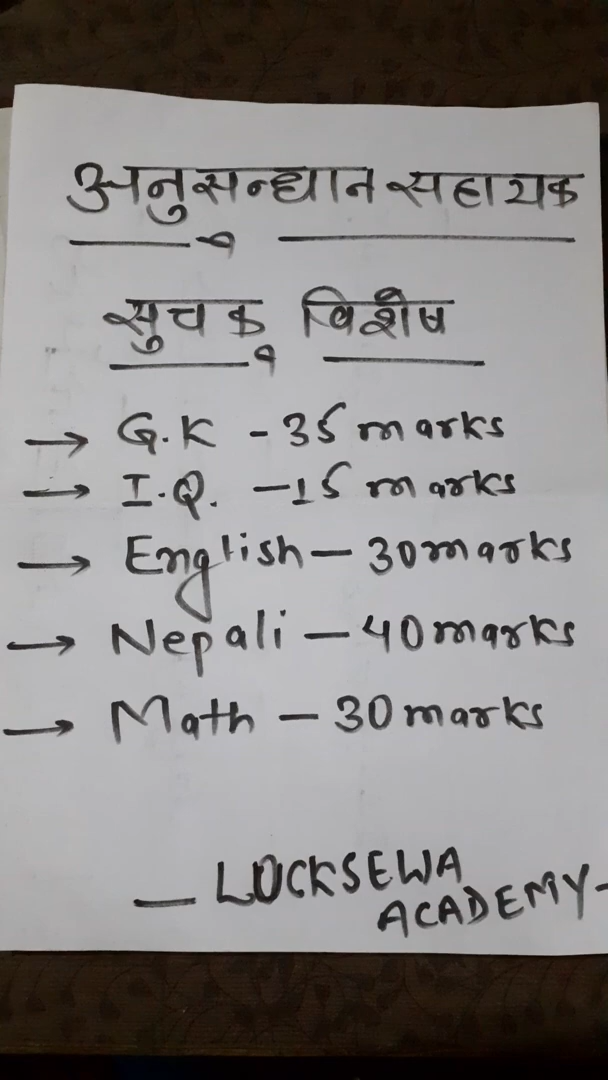 अनुसन्धान सहायक
सुचक विशेष
→ G.K - 35 marks
→ I.Q. - 15 marks
→ English - 30 marks
→ Nepali - 40 marks
→ Math - 30 marks
- LOCKSEWA
ACADEMY-